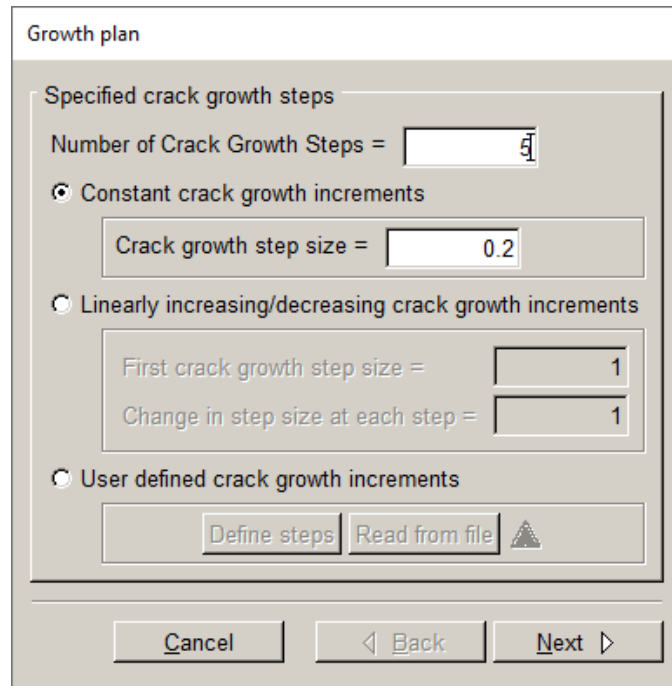 Growth plan
Specified crack growth steps
Number of Crack Growth Steps = 5
Constant crack growth increments
Crack growth step size = 0.2
Linearly increasing/decreasing crack growth increments
First crack growth step size = 1
Change in step size at each step = 1
User defined crack growth increments
Define steps Read from file
Cancel Back Next